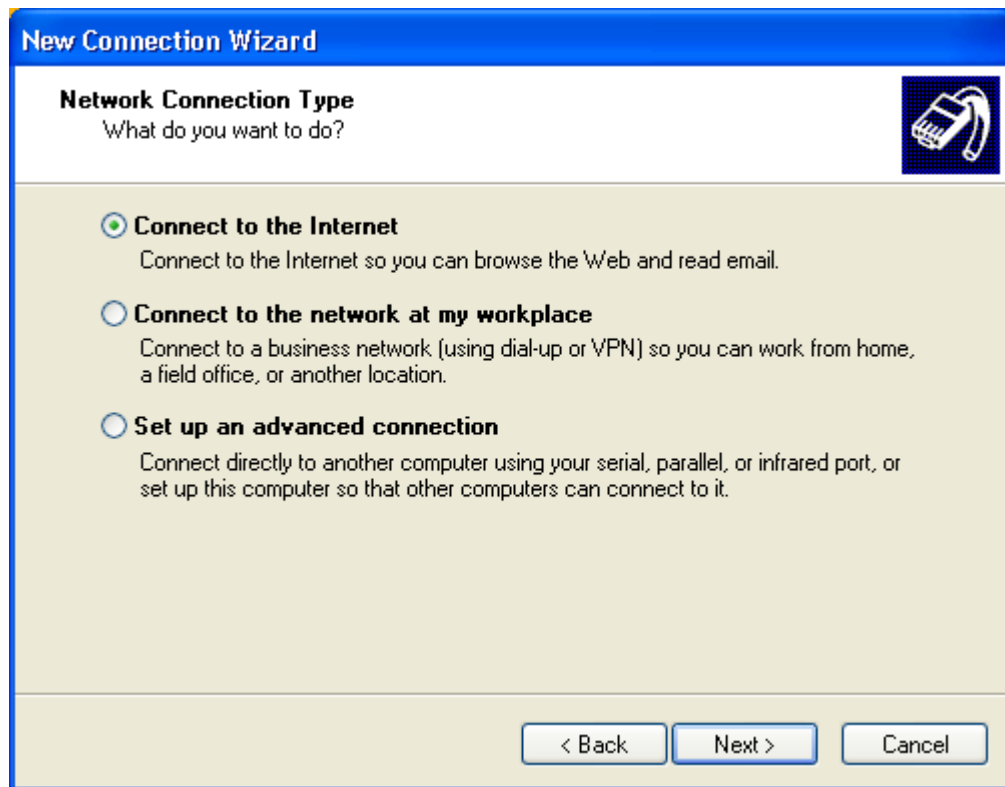 New Connection Wizard
Network Connection Type
What do you want to do?
Connect to the Internet
Connect to the Internet so you can browse the Web and read email.
Connect to the network at my workplace
Connect to a business network (using dial-up or VPN) so you can work from home,
a field office, or another location.
Set up an advanced connection
Connect directly to another computer using your serial, parallel, or infrared port, or
set up this computer so that other computers can connect to it.
< Back Next > Cancel